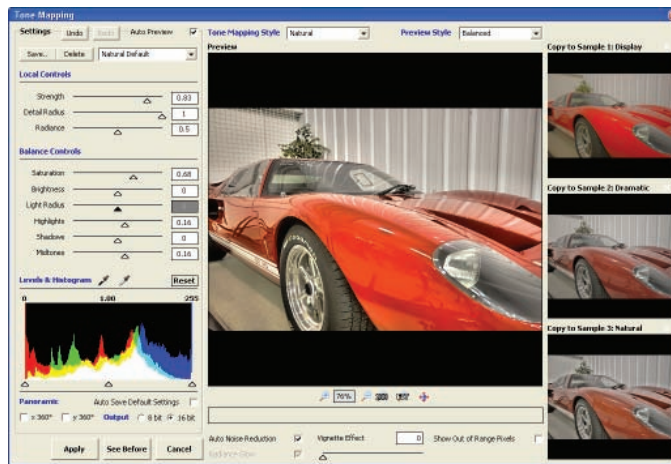 Tone Mapping
Settings Undo Redo Auto Preview
Save... Delete Natural Default
Local Controls
Strength 0.83
Detail Radius 1
Radiance 0.5
Balance Controls
Saturation 0.68
Brightness 0
Light Radius
Highlights 0.16
Shadows 0
Midtones 0.16
Levels & Histogram Reset
0 1.00 255
Panoramic Auto Save Default Settings
x 360° y 360° Output 8 bit 16 bit
Apply See Before Cancel
Tone Mapping Style Natural Preview Style Balanced
Preview
76%
Auto Noise Reduction Vignette Effect 0 Show Out of Range Pixels
Radiance Glow
Copy to Sample 1: Display
Copy to Sample 2: Dramatic
Copy to Sample 3: Natural